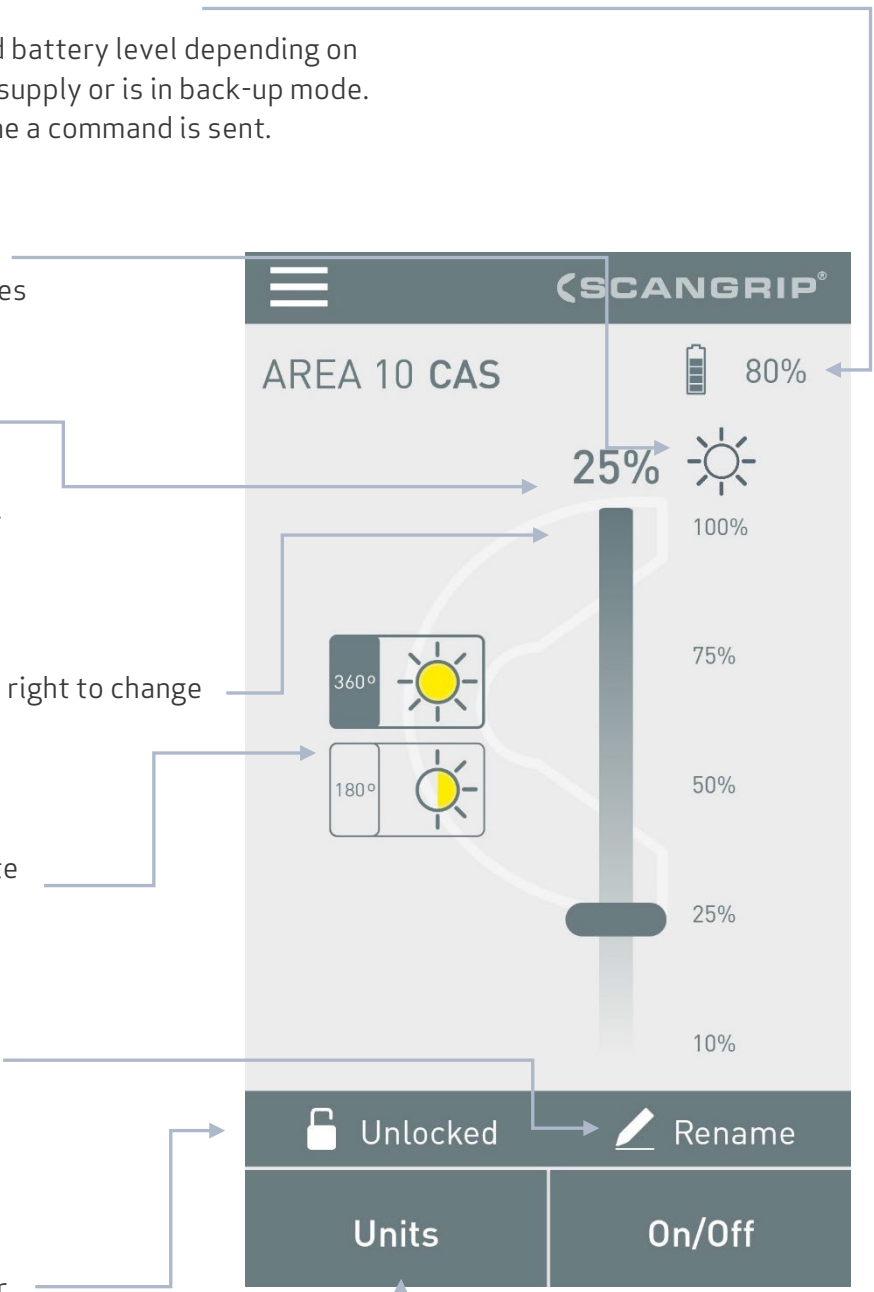 d battery level depending on
supply or is in back-up mode.
ne a command is sent.
es
right to change
te
r
SCANGRIP®
AREA 10 CAS
80%
25%
100%
75%
50%
25%
10%
360°
180°
Unlocked
Rename
Units
On/Off